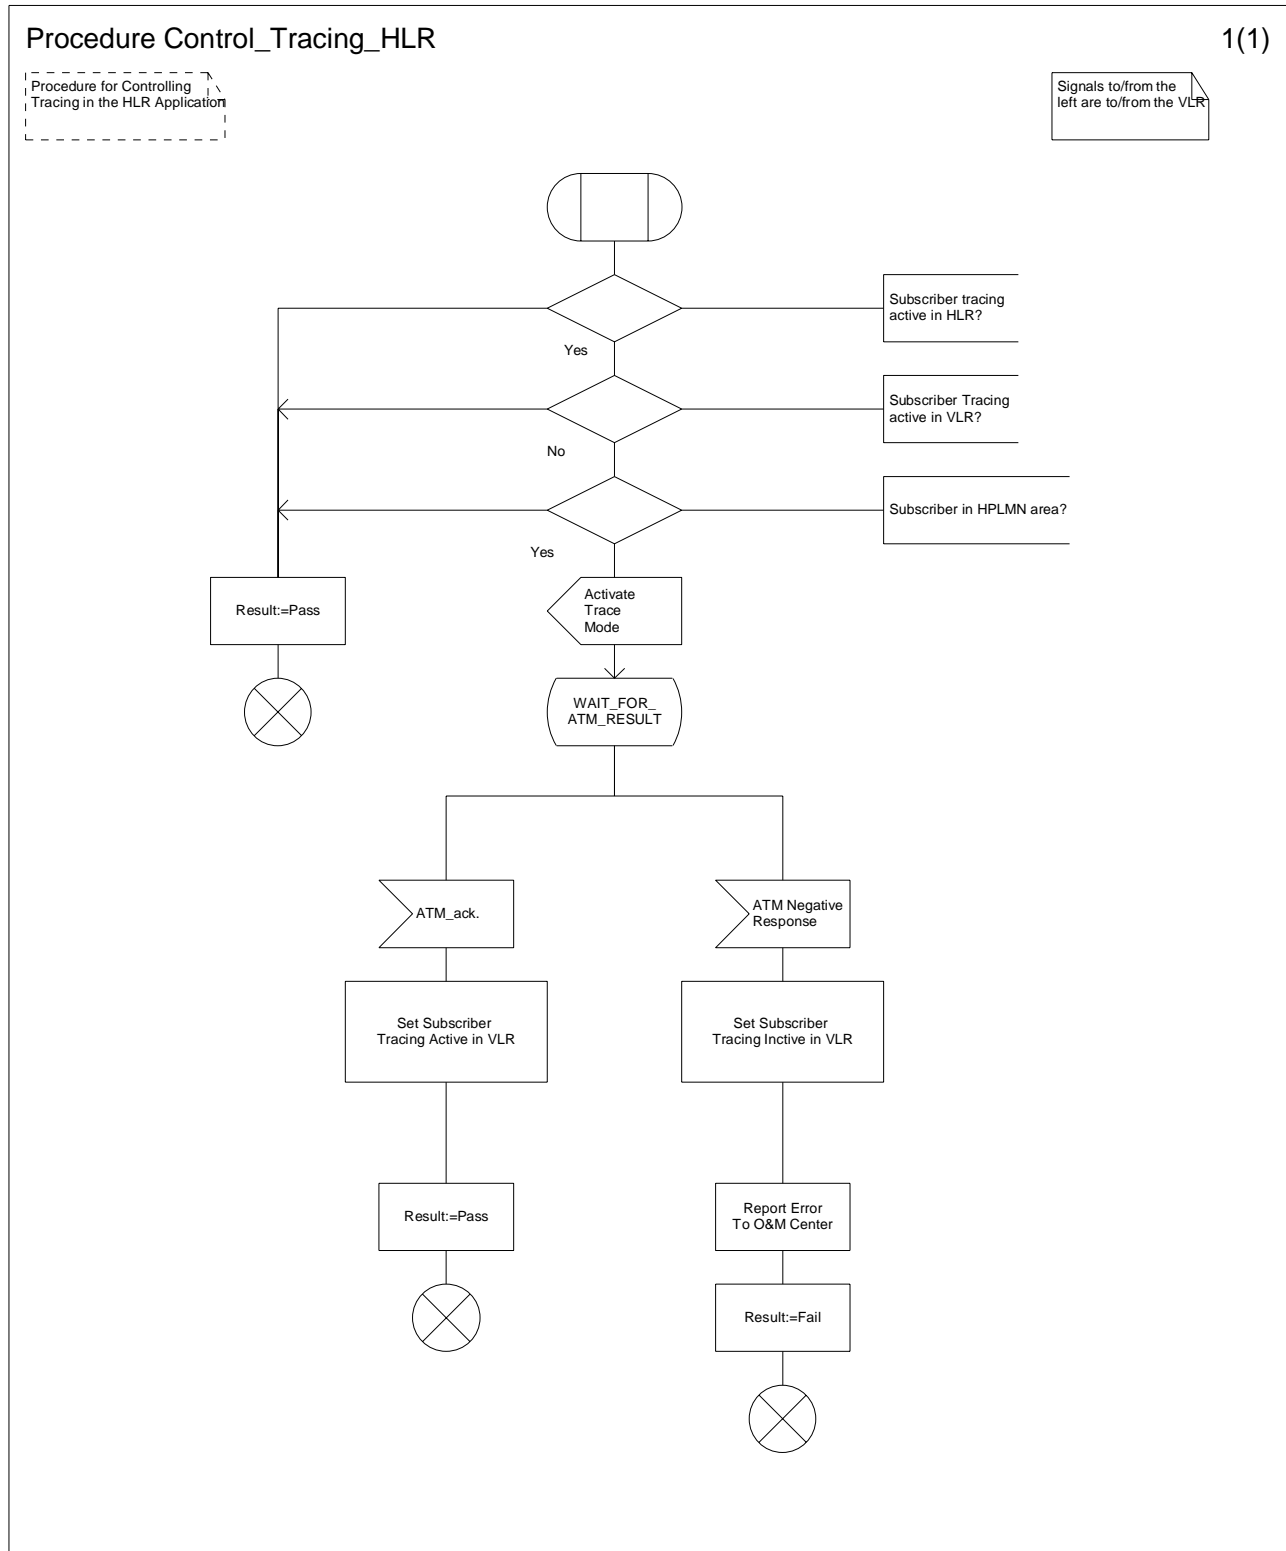 Procedure Control_Tracing_HLR
1(1)
Procedure for Controlling
Tracing in the HLR Application
Signals to/from the
left are to/from the VLR
Subscriber tracing
active in HLR?
Yes
Subscriber Tracing
active in VLR?
No
Subscriber in HPLMN area?
Yes
Result:=Pass
Activate
Trace
Mode
WAIT_FOR_
ATM_RESULT
ATM_ack.
ATM Negative
Response
Set Subscriber
Tracing Active in VLR
Set Subscriber
Tracing Inctive in VLR
Result:=Pass
Report Error
To O&M Center
Result:=Fail